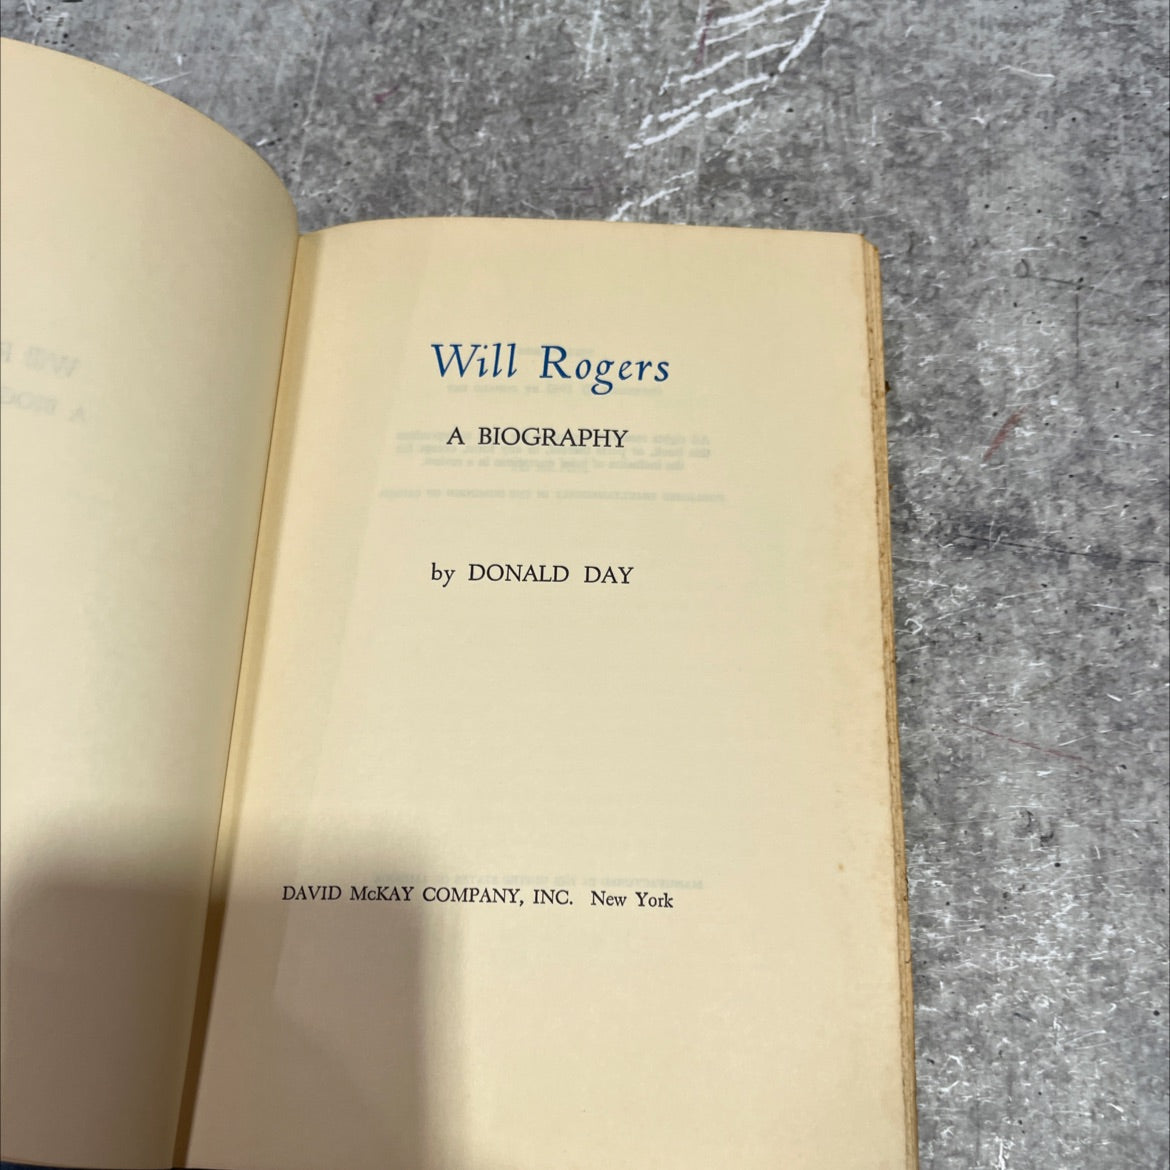 Will Rogers
A BIOGRAPHY
by DONALD DAY
DAVID McKAY COMPANY, INC. New York